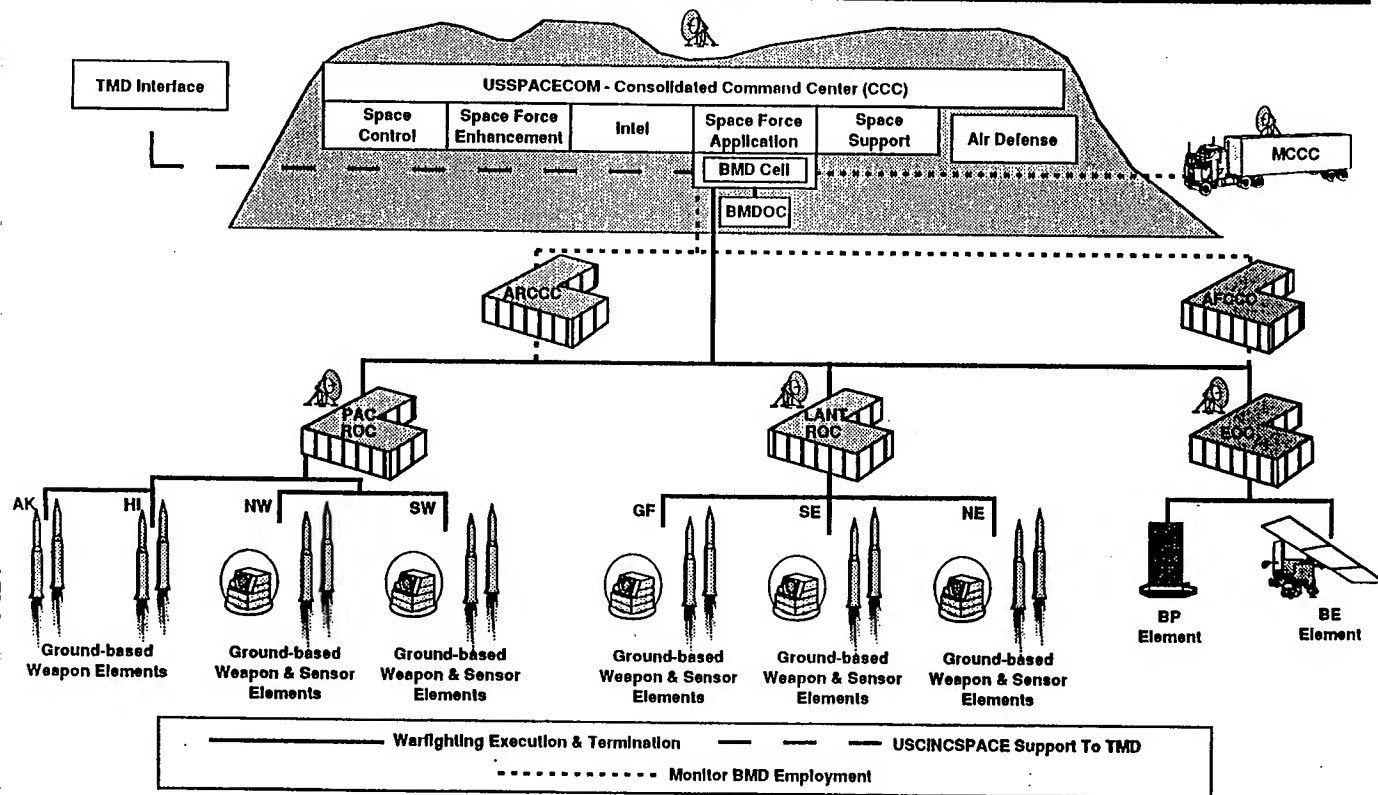 TMD Interface
USSPACECOM - Consolidated Command Center (CCC)
Space
Control
Space Force
Enhancement
Intel
Space Force
Application
Space
Support
Air Defense
BMD Cell
BMDOC
MCCC
ARCCC
AFCCC
PAC
ROC
LANT
ROC
EOC
AK
HI
NW
SW
GF
SE
NE
Ground-based
Weapon Elements
Ground-based
Weapon & Sensor
Elements
Ground-based
Weapon & Sensor
Elements
Ground-based
Weapon & Sensor
Elements
Ground-based
Weapon & Sensor
Elements
Ground-based
Weapon & Sensor
Elements
BP
Element
BE
Element
Warfighting Execution & Termination
USCINCSPACE Support To TMD
Monitor BMD Employment